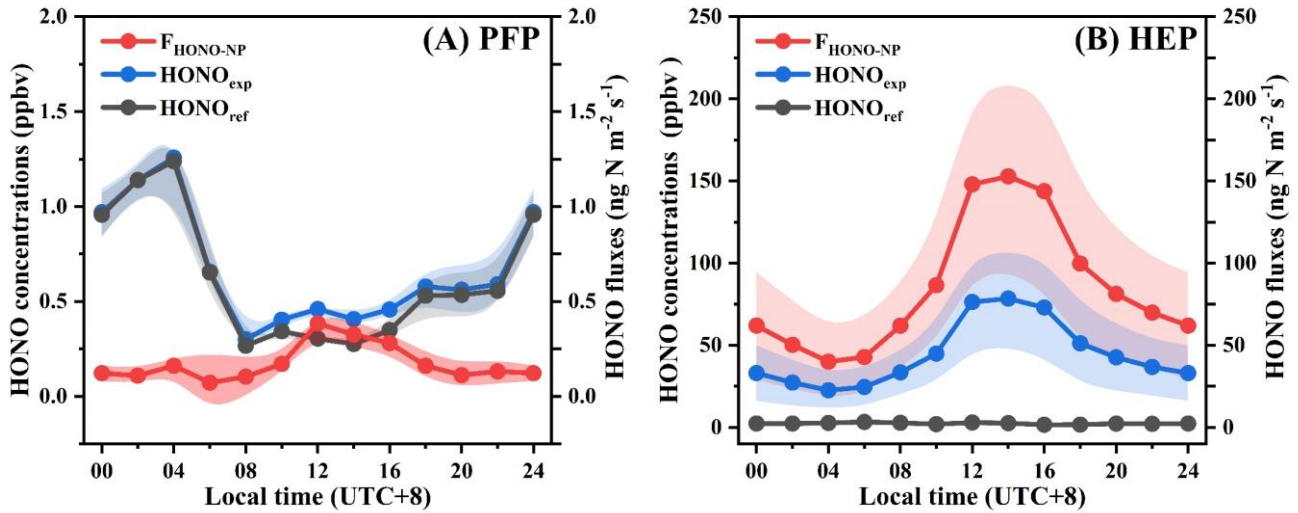 (A) PFP
F_HONO-NP
HONO_exp
HONO_ref
HONO concentrations (ppbv)
2.0
1.5
1.0
0.5
0.0
2.0
1.5
1.0
0.5
0.0
HONO fluxes (ng N m⁻² s⁻¹)
00 04 08 12 16 20 24
Local time (UTC+8)
(B) HEP
F_HONO-NP
HONO_exp
HONO_ref
HONO concentrations (ppbv)
250
200
150
100
50
0
250
200
150
100
50
0
HONO fluxes (ng N m⁻² s⁻¹)
00 04 08 12 16 20 24
Local time (UTC+8)